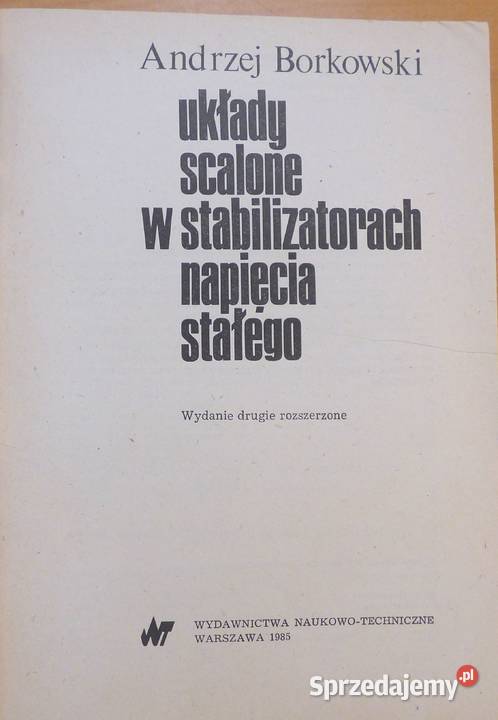 Andrzej Borkowski
układy
scalone
w stabilizatorach
napięcia
stałego
Wydanie drugie rozszerzone
WNT
WYDAWNICTWA NAUKOWO-TECHNICZNE
WARSZAWA 1985
Sprzedajemy.pl